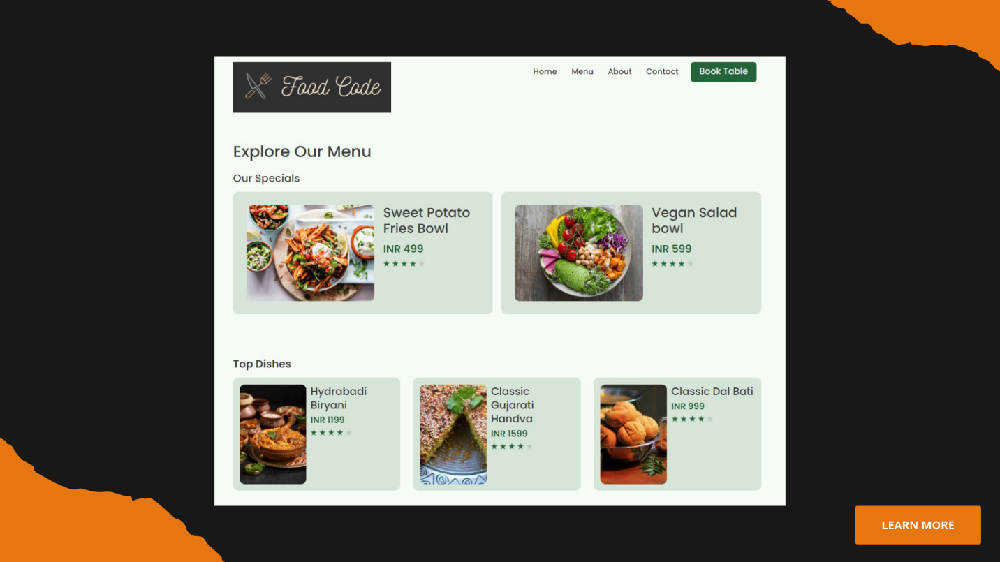 Food Code
Home Menu About Contact Book Table
Explore Our Menu
Our Specials
Sweet Potato
Fries Bowl
INR 499
Vegan Salad
bowl
INR 599
Top Dishes
Hydrabadi
Biryani
INR 1199
Classic
Gujarati
Handva
INR 1599
Classic Dal Bati
INR 999
LEARN MORE